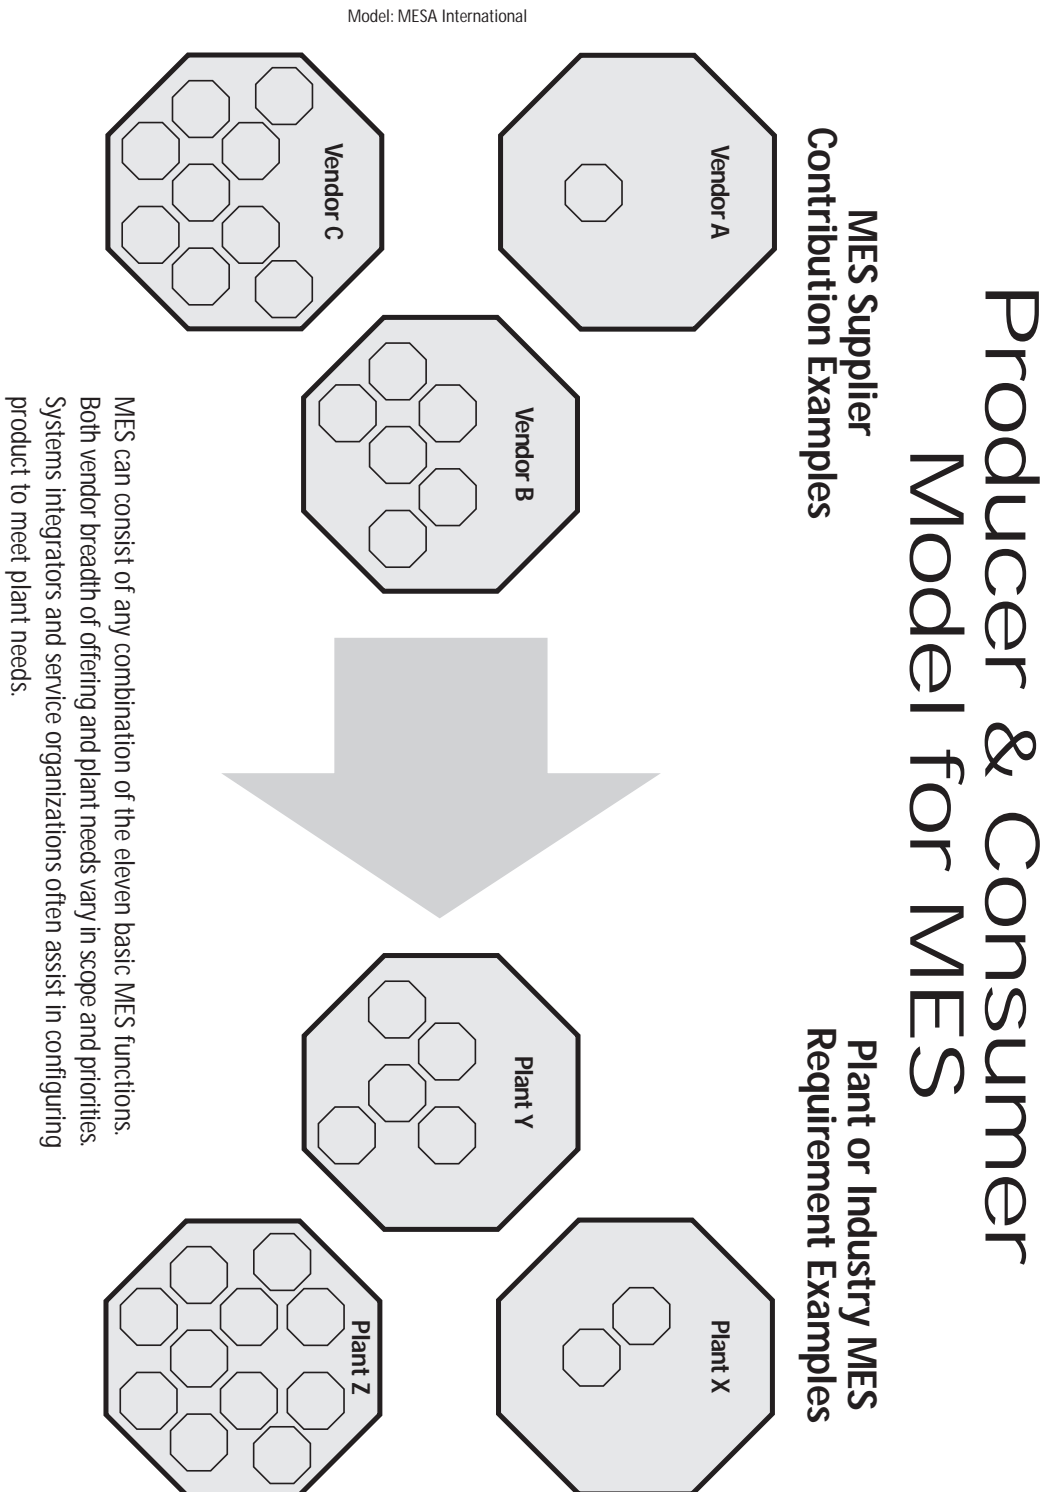 Model: MESA International
Producer & Consumer
Model for MES
MES Supplier
Contribution Examples
Plant or Industry MES
Requirement Examples
Vendor A
Vendor B
Vendor C
Plant X
Plant Y
Plant Z
MES can consist of any combination of the eleven basic MES functions.
Both vendor breadth of offering and plant needs vary in scope and priorities.
Systems integrators and service organizations often assist in configuring
product to meet plant needs.